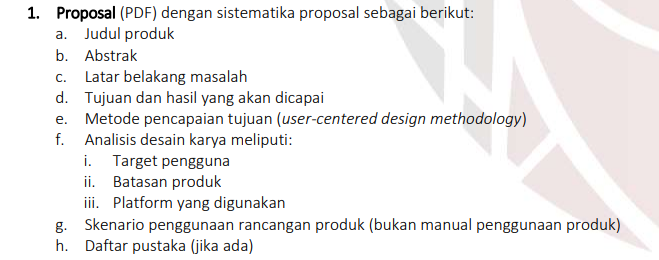 1. Proposal (PDF) dengan sistematika proposal sebagai berikut:
a. Judul produk
b. Abstrak
c. Latar belakang masalah
d. Tujuan dan hasil yang akan dicapai
e. Metode pencapaian tujuan (user-centered design methodology)
f. Analisis desain karya meliputi:
i. Target pengguna
ii. Batasan produk
iii. Platform yang digunakan
g. Skenario penggunaan rancangan produk (bukan manual penggunaan produk)
h. Daftar pustaka (jika ada)